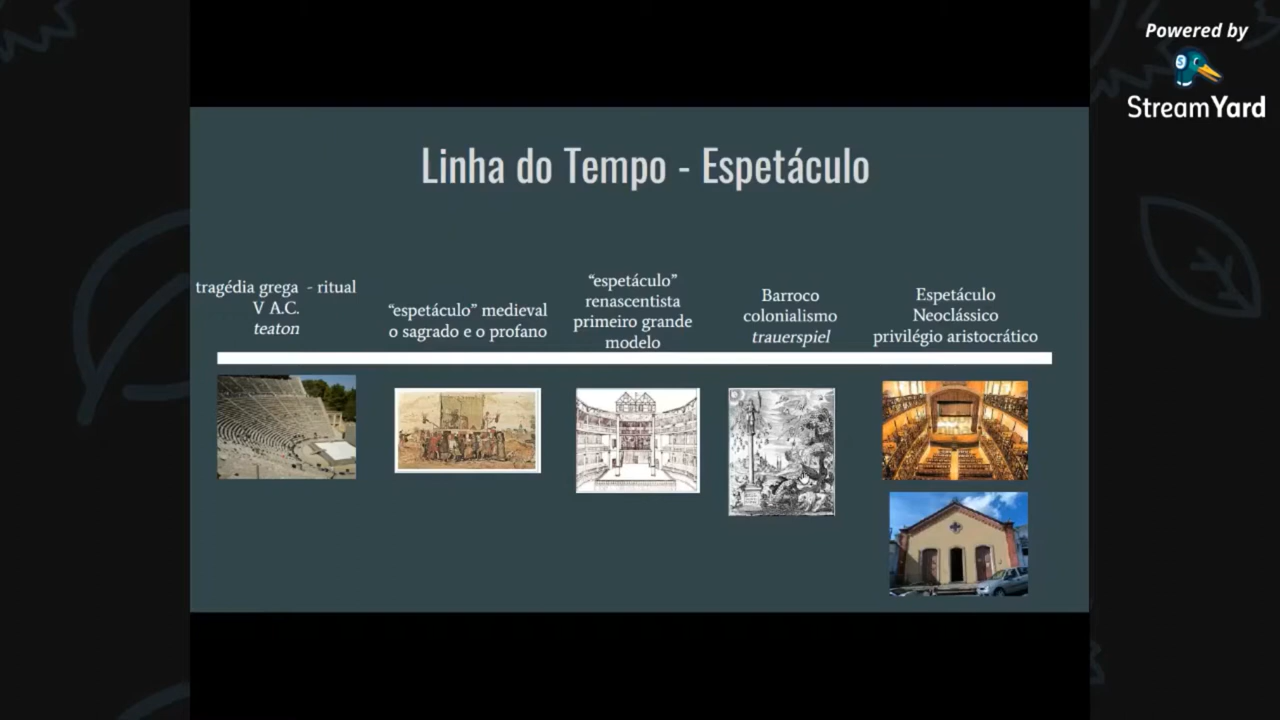 Powered by
StreamYard
Linha do Tempo - Espetáculo
tragédia grega - ritual
V A.C.
teaton
“espetáculo” medieval
o sagrado e o profano
“espetáculo”
renascentista
primeiro grande
modelo
Barroco
colonialismo
trauerspiel
Espetáculo
Neoclássico
privilégio aristocrático